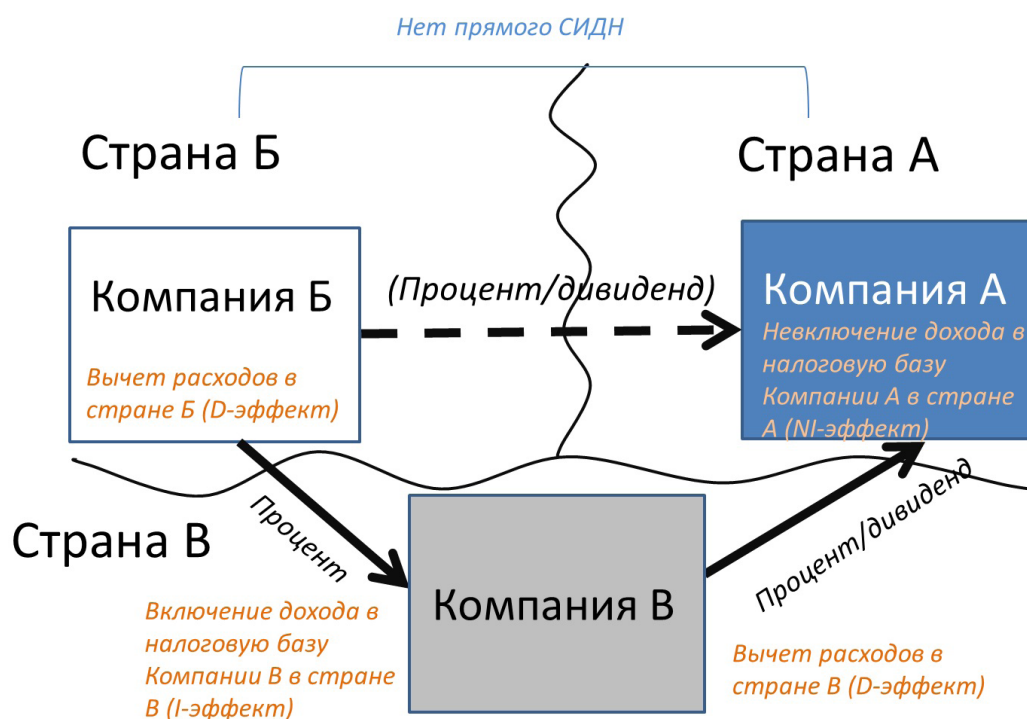 Нет прямого СИДН
Страна Б
Страна А
Компания Б
Вычет расходов в
стране Б (D-эффект)
(Процент/дивиденд)
Компания А
Невключение дохода в
налоговую базу
Компании А в стране
А (NI-эффект)
Страна В
Процент
Включение дохода в
налоговую базу
Компании В в стране
В (I-эффект)
Компания В
Процент/дивиденд
Вычет расходов в
стране В (D-эффект)